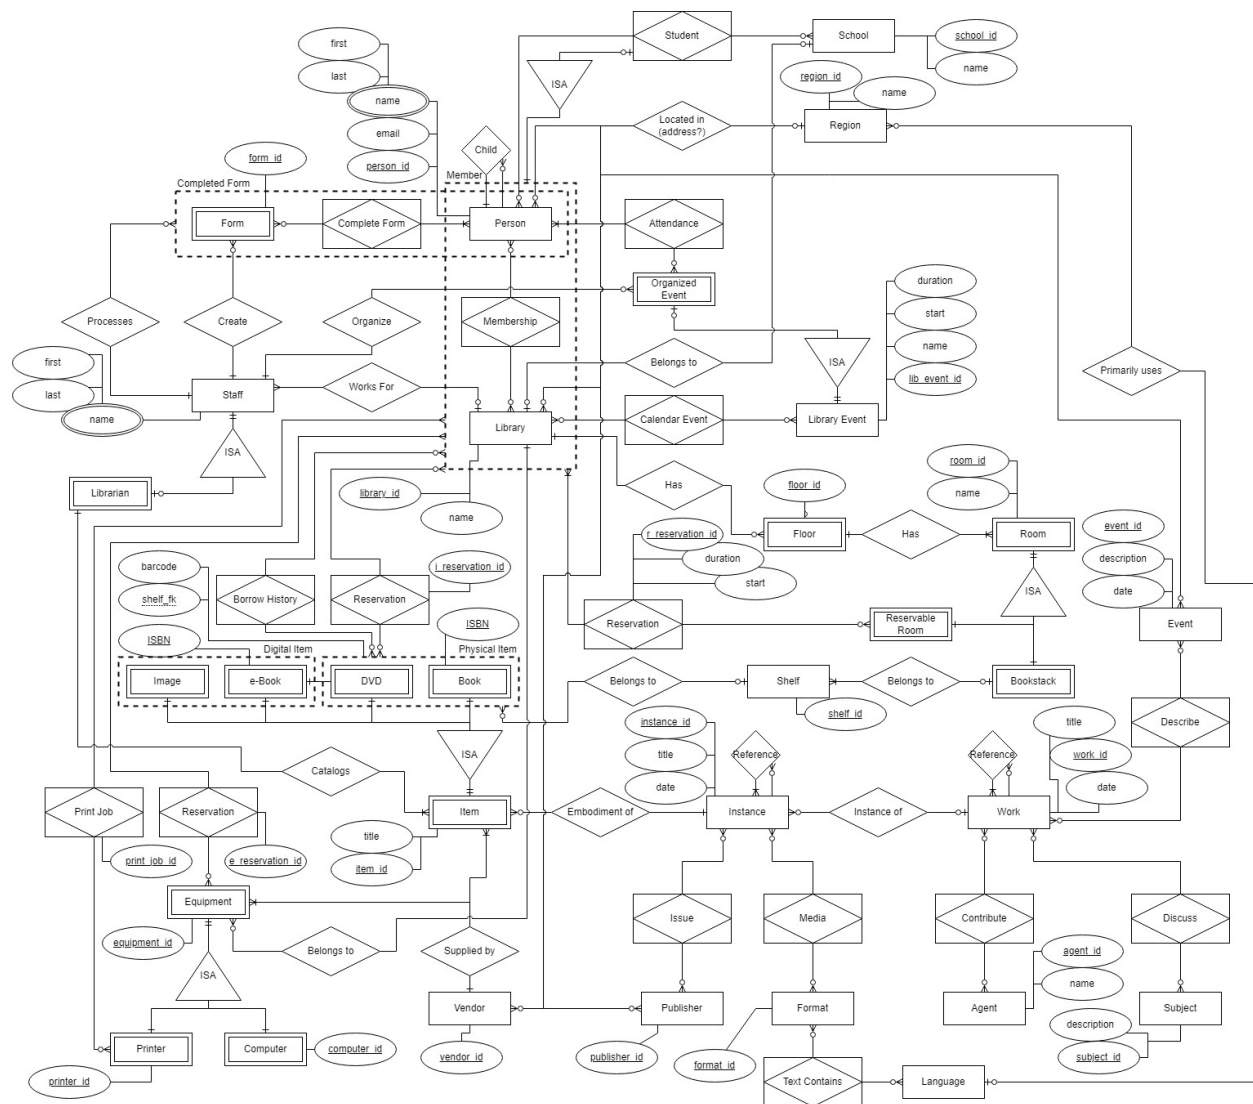 first
Student
School
school_id
last
ISA
name
region_id
name
name
Located in
(address?)
Region
email
Child
form_id
person_id
Member
Completed Form
Form
Complete Form
Person
Attendance
Organized
Event
duration
start
Processes
Create
Organize
Membership
name
first
Belongs to
ISA
Primarily uses
last
Staff
Works For
lib_event_id
name
Library
Calendar Event
Library Event
ISA
room_id
Librarian
library_id
Has
floor_id
name
name
Floor
Has
Room
event_id
r_reservation_id
barcode
i_reservation_id
duration
description
shelf_fk
Borrow History
Reservation
start
ISA
date
ISBN
ISBN
Reservation
Reservable
Room
Event
Digital Item
Physical Item
Image
e-Book
DVD
Book
Belongs to
Shelf
Belongs to
Bookstack
instance_id
shelf_id
title
Describe
ISA
title
Reference
Reference
work_id
Catalogs
date
date
Print Job
Reservation
Item
Embodiment of
Instance
Instance of
Work
title
print_job_id
e_reservation_id
item_id
Equipment
Issue
Media
Contribute
Discuss
equipment_id
Belongs to
Supplied by
agent_id
ISA
name
Vendor
Publisher
Format
Agent
Subject
description
Printer
Computer
computer_id
vendor_id
publisher_id
format_id
subject_id
printer_id
Text Contains
Language